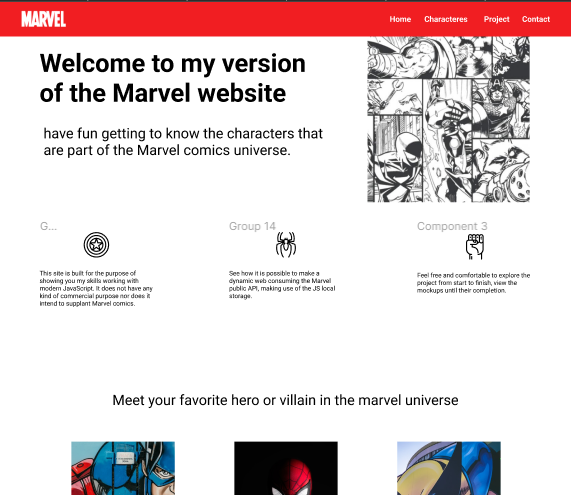 MARVEL
Home Characteres Project Contact
Welcome to my version
of the Marvel website
have fun getting to know the characters that
are part of the Marvel comics universe.
G... Group 14 Component 3
This site is built for the purpose of
showing you my skills working with
modern JavaScript. It does not have any
kind of commercial purpose nor does it
intend to supplant Marvel comics.
See how it is possible to make a
dynamic web consuming the Marvel
public API, making use of the JS local
storage.
Feel free and comfortable to explore the
project from start to finish, view the
mockups until their completion.
Meet your favorite hero or villain in the marvel universe